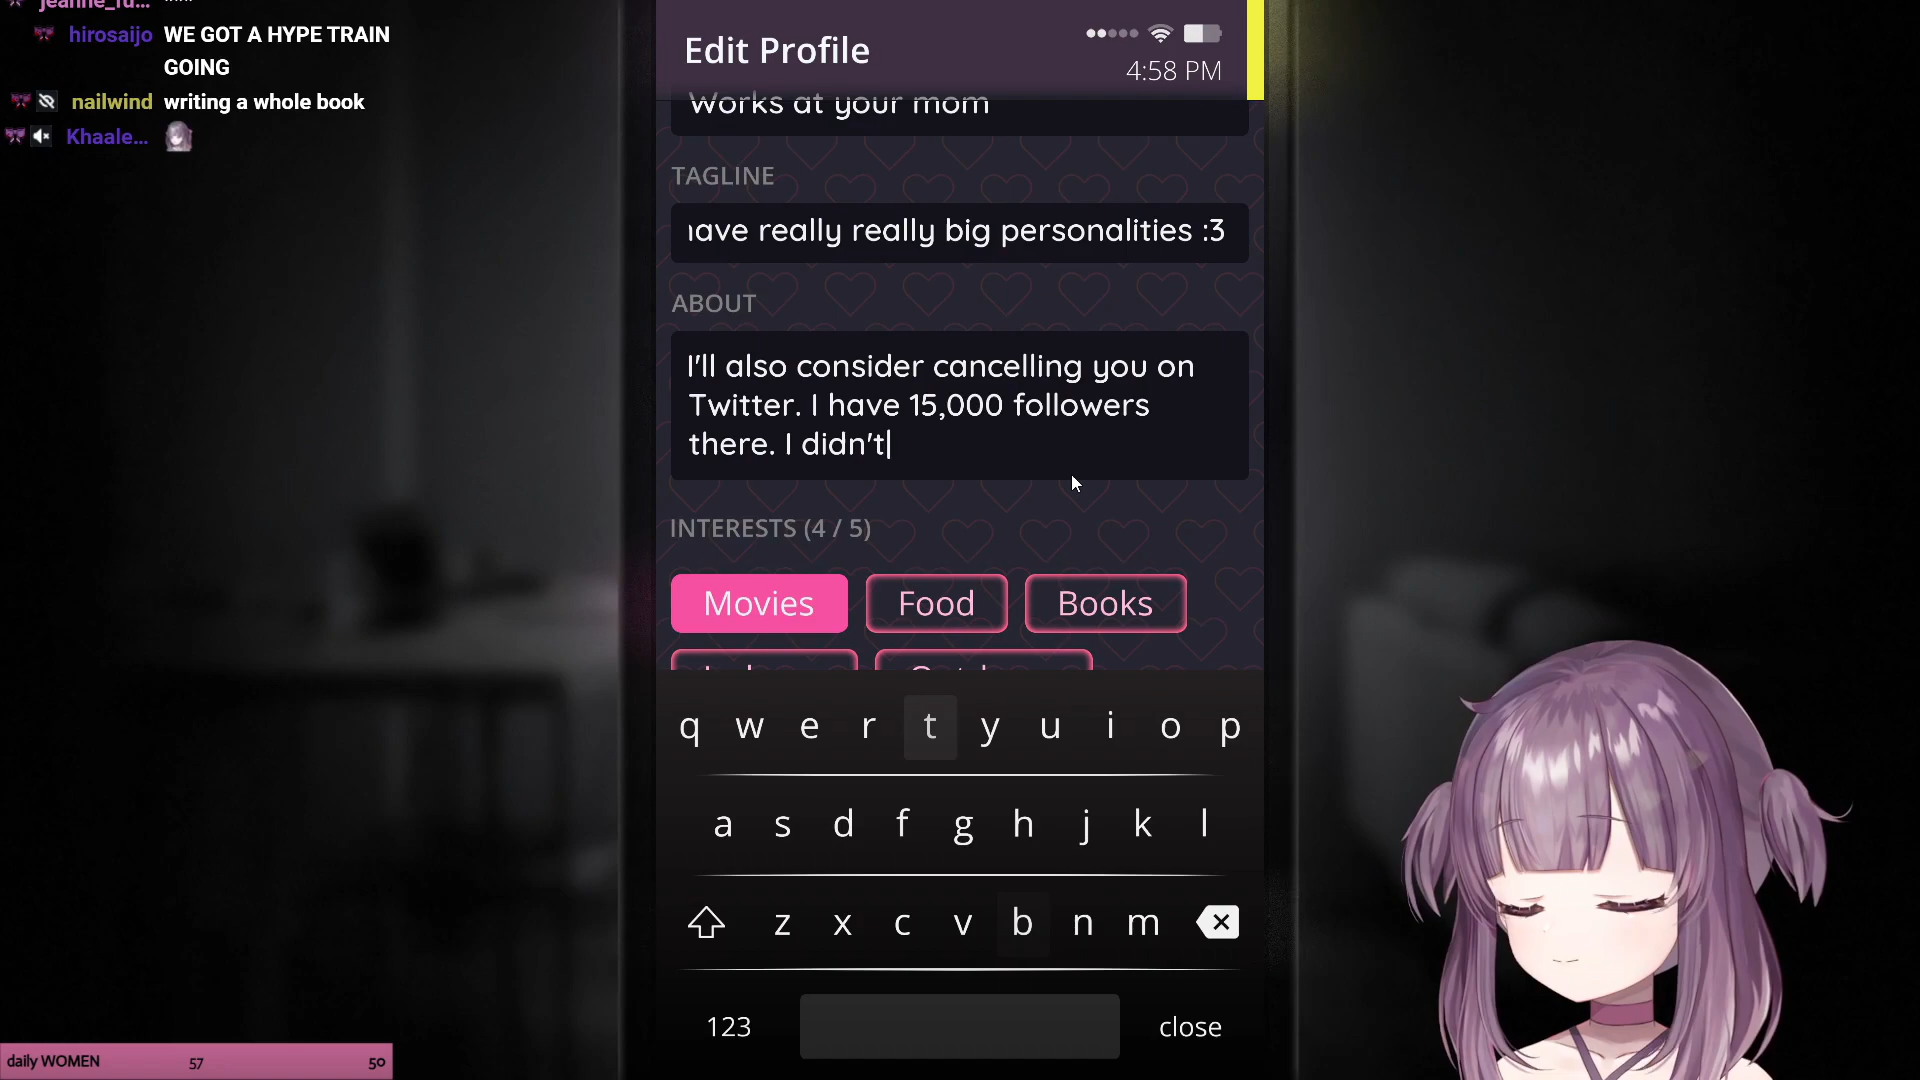 hirosaijo WE GOT A HYPE TRAIN
GOING
nailwind writing a whole book
Khaale...
Edit Profile
4:58 PM
Works at your mom
TAGLINE
have really really big personalities :3
ABOUT
I'll also consider cancelling you on
Twitter. I have 15,000 followers
there. I didn't
INTERESTS (4 / 5)
Movies Food Books
q w e r t y u i o p
a s d f g h j k l
z x c v b n m
123 close
daily WOMEN 57 50